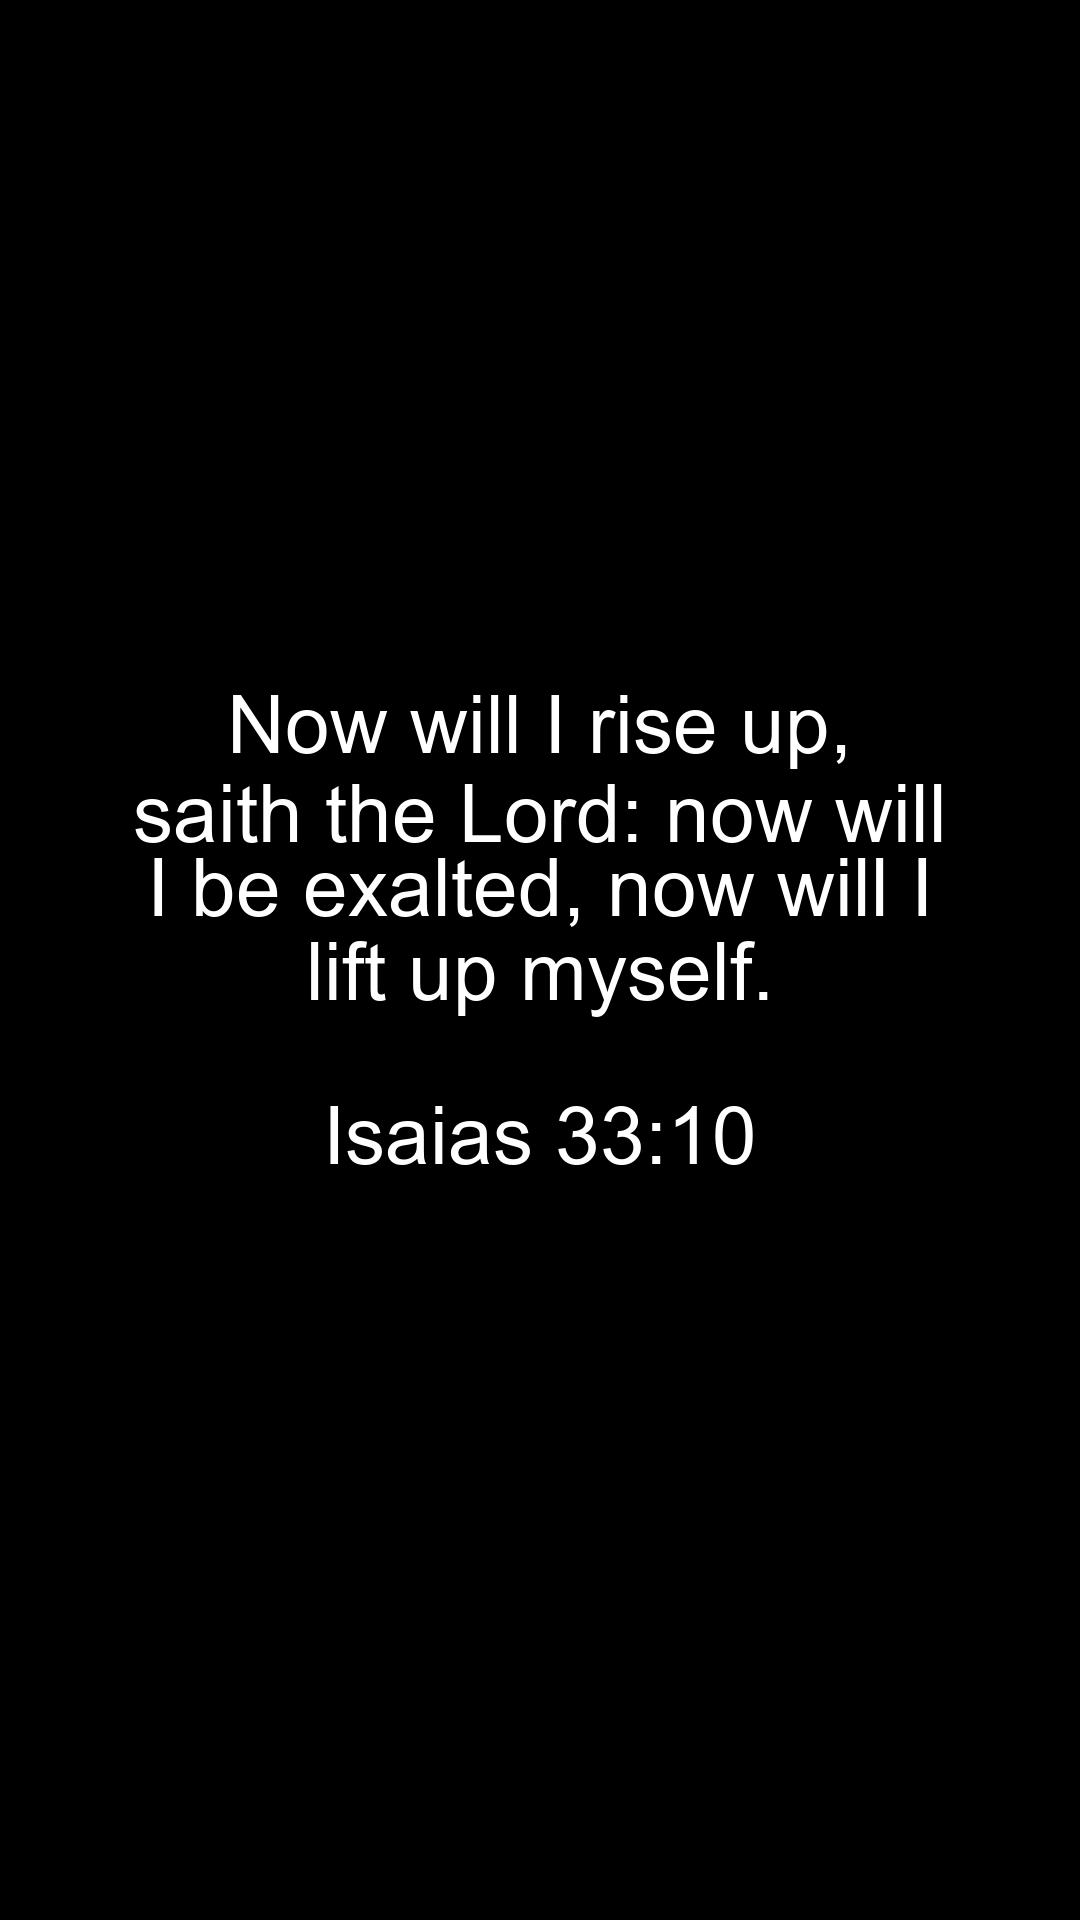 Now will I rise up,
saith the Lord: now will
I be exalted, now will I
lift up myself.
Isaias 33:10